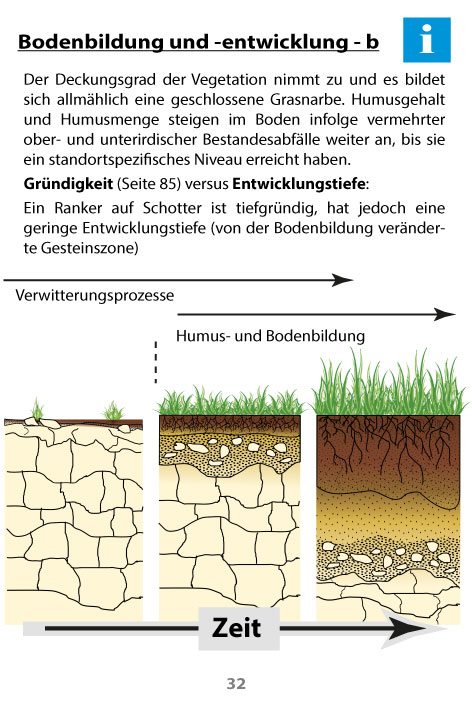 Bodenbildung und -entwicklung - b
i
Der Deckungsgrad der Vegetation nimmt zu und es bildet
sich allmählich eine geschlossene Grasnarbe. Humusgehalt
und Humusmenge steigen im Boden infolge vermehrter
ober- und unterirdischer Bestandesabfälle weiter an, bis sie
ein standortspezifisches Niveau erreicht haben.
Gründigkeit (Seite 85) versus Entwicklungstiefe:
Ein Ranker auf Schotter ist tiefgründig, hat jedoch eine
geringe Entwicklungstiefe (von der Bodenbildung veränder-
te Gesteinszone)
Verwitterungsprozesse
Humus- und Bodenbildung
Zeit
32